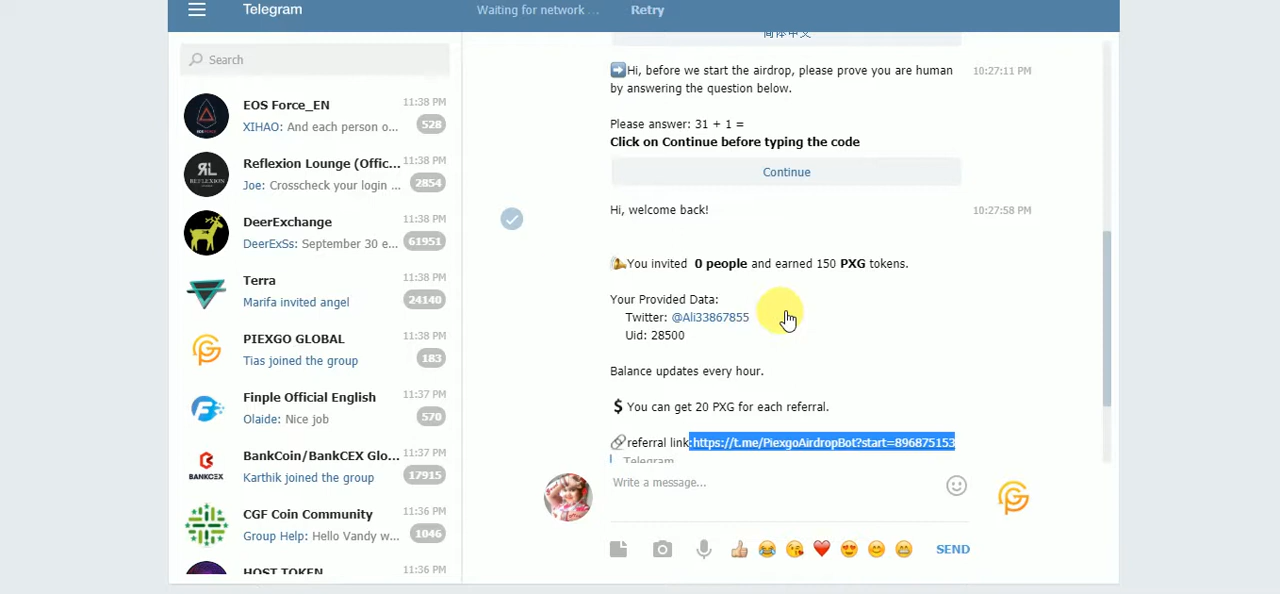 Telegram
Waiting for network ...
Retry
Search
EOS Force_EN
11:38 PM
XIHAO: And each person o...
528
Reflexion Lounge (Offic...
11:38 PM
Joe: Crosscheck your login ...
2854
DeerExchange
11:38 PM
DeerExSs: September 30 e...
61951
Terra
11:38 PM
Marifa invited angel
24140
PIEXGO GLOBAL
11:38 PM
Tias joined the group
183
Finple Official English
11:37 PM
Olaide: Nice job
570
BankCoin/BankCEX Glo...
11:37 PM
Karthik joined the group
17915
BANKCEX
CGF Coin Community
11:36 PM
Group Help: Hello Vandy w...
1046
HOST TOKEN
11:36 PM
简体中文
Hi, before we start the airdrop, please prove you are human
10:27:11 PM
by answering the question below.
Please answer: 31 + 1 =
Click on Continue before typing the code
Continue
Hi, welcome back!
10:27:58 PM
You invited 0 people and earned 150 PXG tokens.
Your Provided Data:
Twitter: @Ali33867855
Uid: 28500
Balance updates every hour.
$ You can get 20 PXG for each referral.
referral link:https://t.me/PiexgoAirdropBot?start=896875153
Telegram
Write a message...
SEND